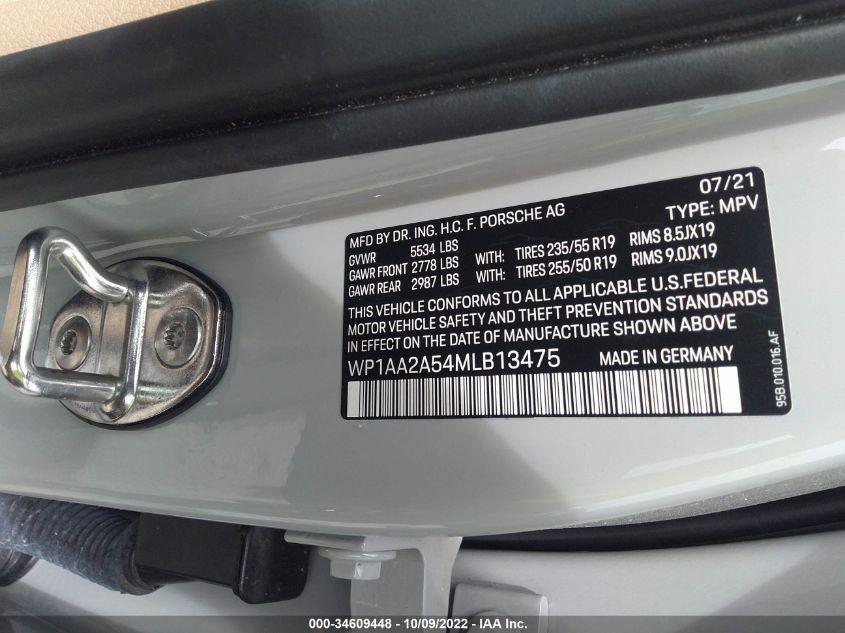 07/21
MFD BY DR. ING. H.C. F. PORSCHE AG TYPE: MPV
GVWR 5534 LBS
GAWR FRONT 2778 LBS WITH: TIRES 235/55 R19 RIMS 8.5JX19
GAWR REAR 2987 LBS WITH: TIRES 255/50 R19 RIMS 9.0JX19
THIS VEHICLE CONFORMS TO ALL APPLICABLE U.S.FEDERAL
MOTOR VEHICLE SAFETY AND THEFT PREVENTION STANDARDS
IN EFFECT ON THE DATE OF MANUFACTURE SHOWN ABOVE
WP1AA2A54MLB13475 MADE IN GERMANY
95B.010.016.AF
000-34609448 - 10/09/2022 - IAA Inc.